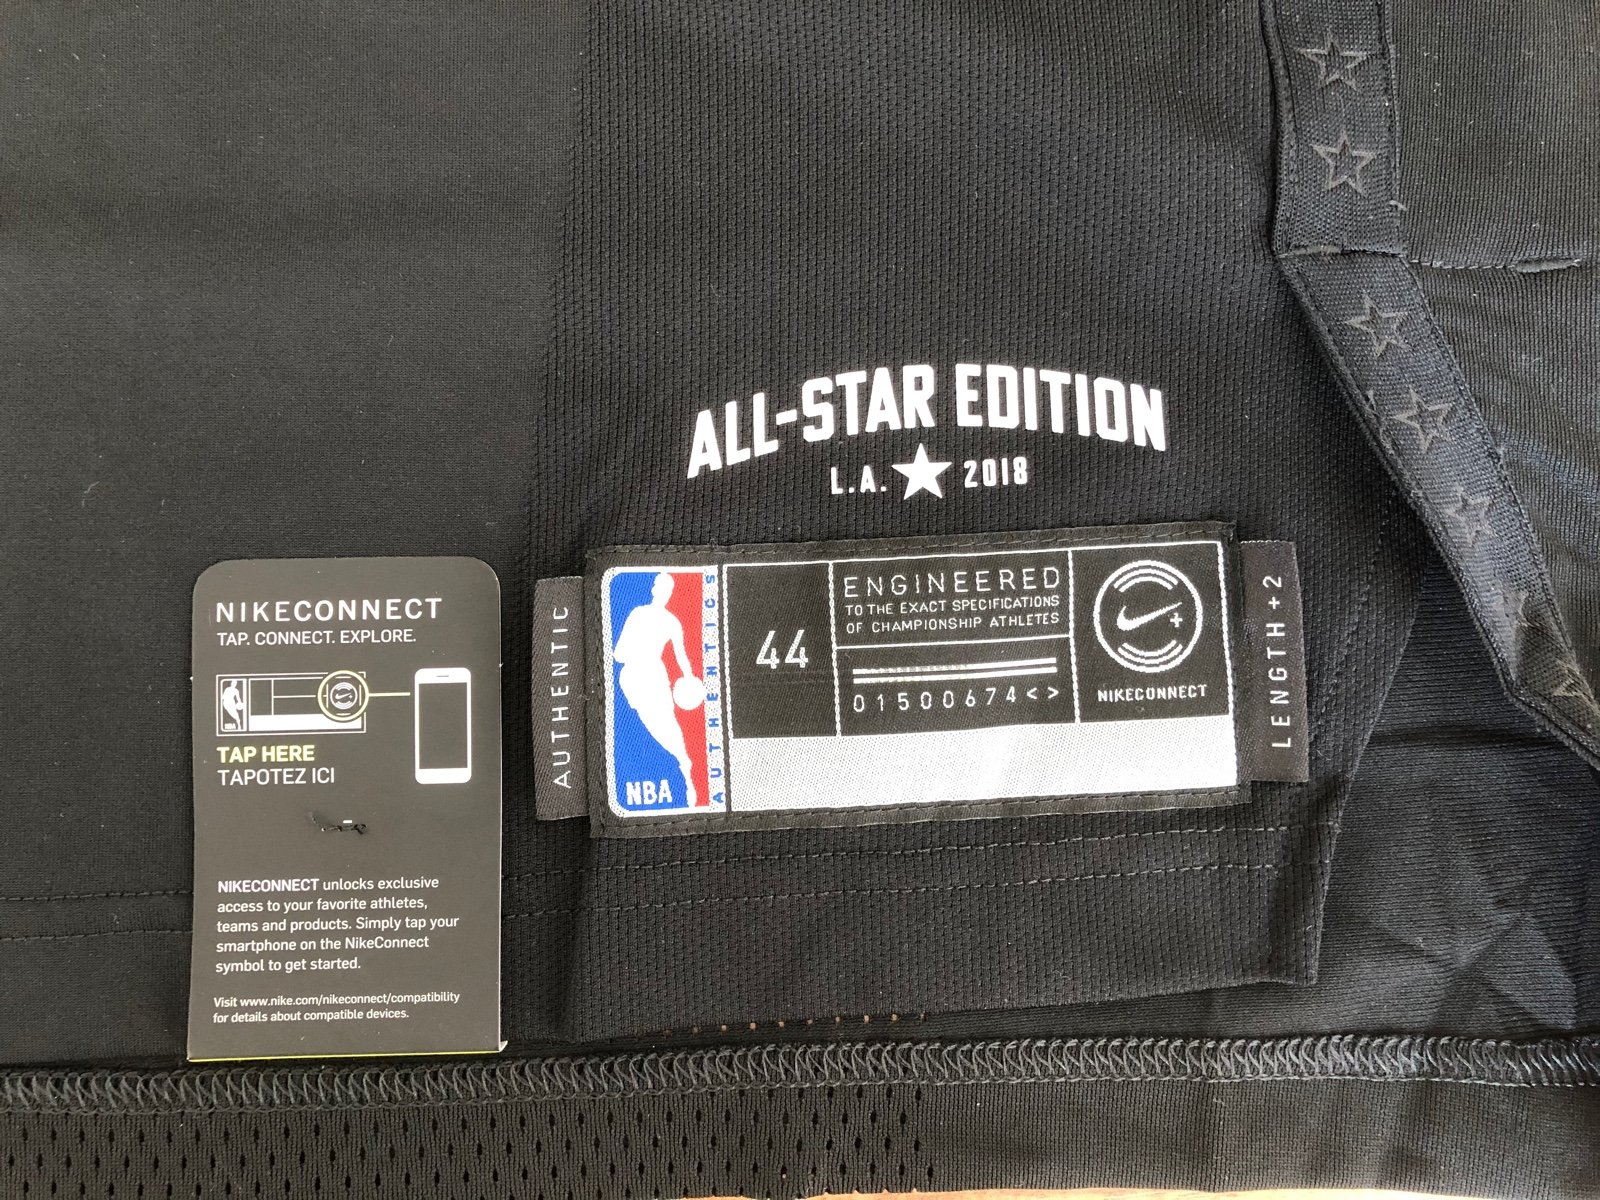 ALL-STAR EDITION
L.A. ★ 2018
NIKECONNECT
TAP. CONNECT. EXPLORE.
NBA
TAP HERE
TAPOTEZ ICI
NIKECONNECT unlocks exclusive
access to your favorite athletes,
teams and products. Simply tap your
smartphone on the NikeConnect
symbol to get started.
Visit www.nike.com/nikeconnect/compatibility
for details about compatible devices.
AUTHENTIC
NBA
AUTHENTICS
44
ENGINEERED
TO THE EXACT SPECIFICATIONS
OF CHAMPIONSHIP ATHLETES
01500674<>
NIKECONNECT
LENGTH+2